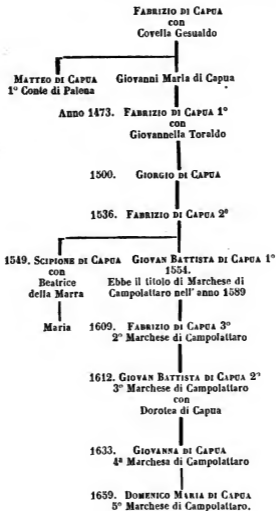 FABRIZIO DI CAPUA
con
Covella Gesualdo
MATTEO DI CAPUA
1° Conte di Palena
Giovanni Maria di Capua
Anno 1473. FABRIZIO DI CAPUA 1°
con
Giovannella Toraldo
1500. GIORGIO DI CAPUA
1536. FABRIZIO DI CAPUA 2°
1549. SCIPIONE DI CAPUA
con
Beatrice
della Marra
Maria
GIOVAN BATTISTA DI CAPUA 1°
1554.
Ebbe il titolo di Marchese di
Campolattaro nell'anno 1589
1609. FABRIZIO DI CAPUA 3°
2° Marchese di Campolattaro
1612. GIOVAN BATTISTA DI CAPUA 2°
3° Marchese di Campolattaro
con
Dorotea di Capua
1633. GIOVANNA DI CAPUA
4ª Marchesa di Campolattaro
1659. DOMENICO MARIA DI CAPUA
5° Marchese di Campolattaro.